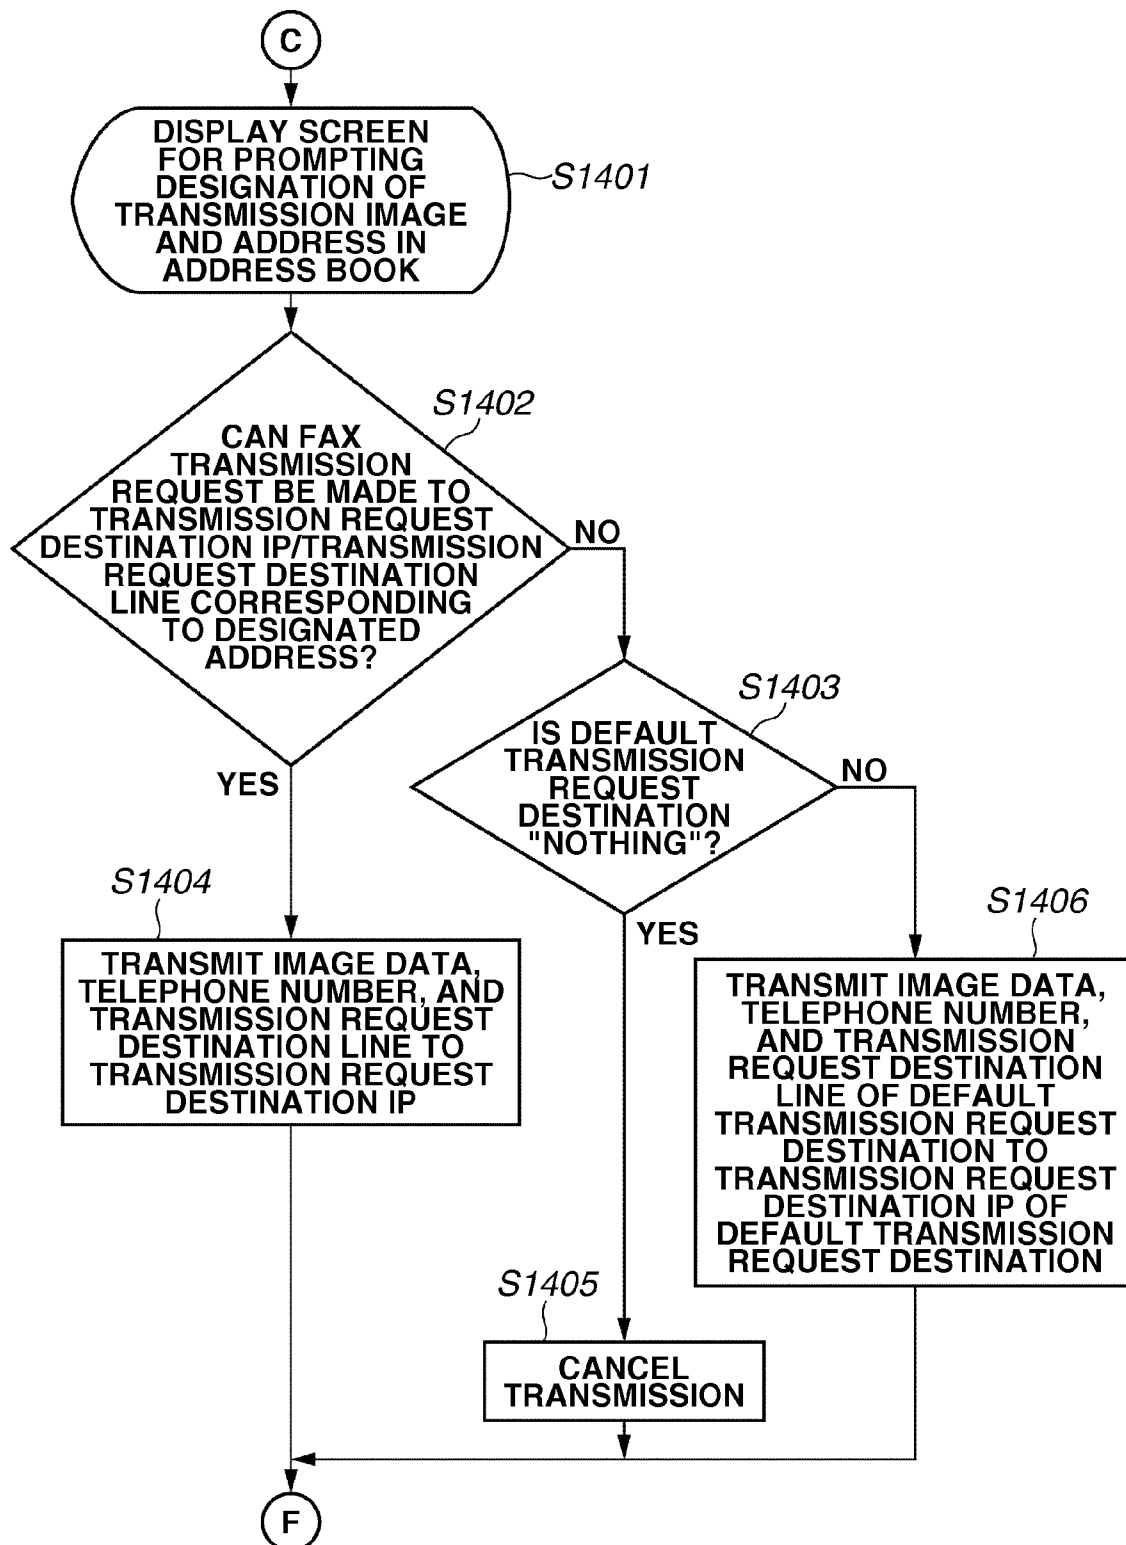 C
DISPLAY SCREEN
FOR PROMPTING
DESIGNATION OF
TRANSMISSION IMAGE
AND ADDRESS IN
ADDRESS BOOK
S1401
S1402
CAN FAX
TRANSMISSION
REQUEST BE MADE TO
TRANSMISSION REQUEST
DESTINATION IP/TRANSMISSION
REQUEST DESTINATION
LINE CORRESPONDING
TO DESIGNATED
ADDRESS?
NO
YES
S1403
IS DEFAULT
TRANSMISSION
REQUEST
DESTINATION
"NOTHING"?
NO
YES
S1404
TRANSMIT IMAGE DATA,
TELEPHONE NUMBER, AND
TRANSMISSION REQUEST
DESTINATION LINE TO
TRANSMISSION REQUEST
DESTINATION IP
S1406
TRANSMIT IMAGE DATA,
TELEPHONE NUMBER,
AND TRANSMISSION
REQUEST DESTINATION
LINE OF DEFAULT
TRANSMISSION REQUEST
DESTINATION TO
TRANSMISSION REQUEST
DESTINATION IP OF
DEFAULT TRANSMISSION
REQUEST DESTINATION
S1405
CANCEL
TRANSMISSION
F